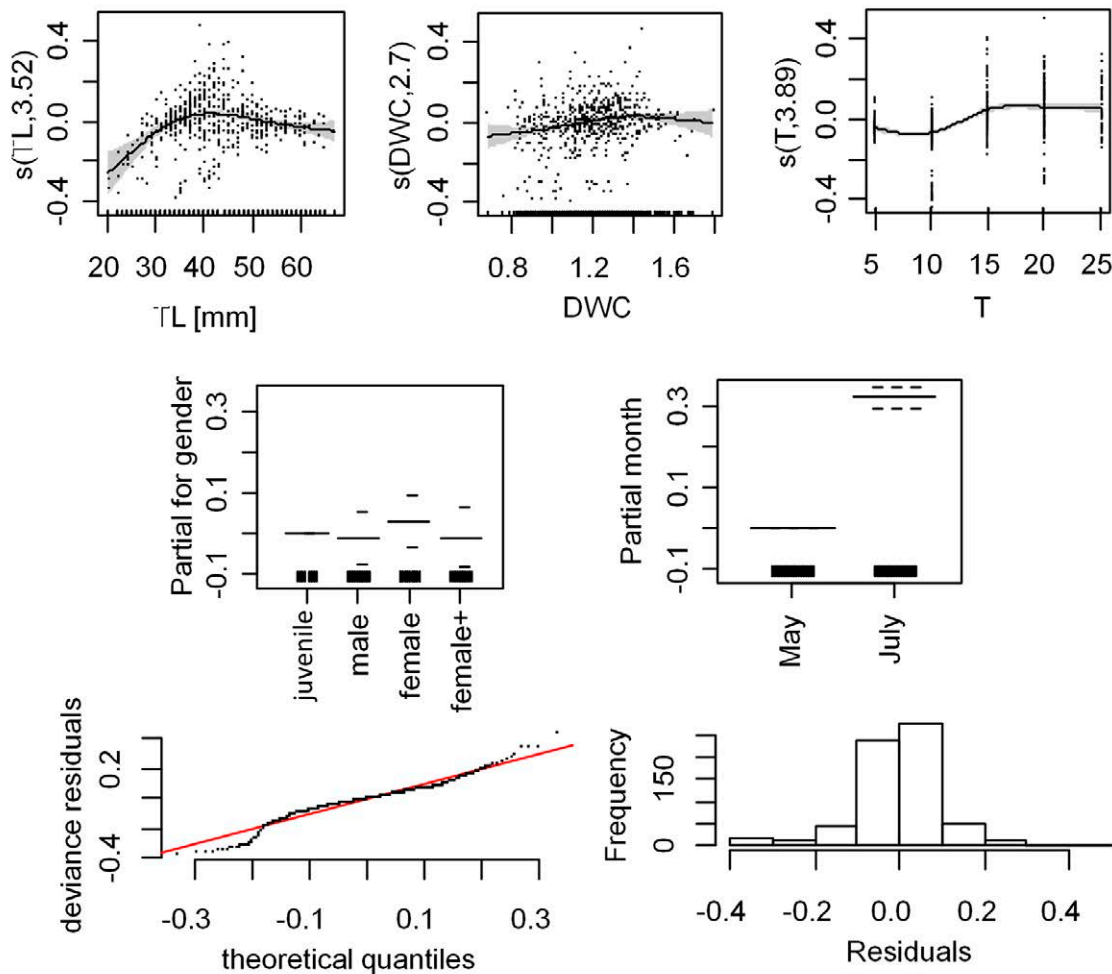 s(TL,3.52)
0.4
0.0
-0.4
20 30 40 50 60
TL [mm]
s(DWC,2.7)
0.4
0.0
-0.4
0.8 1.2 1.6
DWC
s(T,3.89)
0.4
0.0
-0.4
5 10 15 20 25
T
Partial for gender
0.3
0.1
-0.1
juvenile
male
female
female+
Partial month
0.3
0.1
-0.1
May
July
deviance residuals
0.2
-0.4
-0.3 -0.1 0.1 0.3
theoretical quantiles
Frequency
150
0
-0.4 0.0 0.4
Residuals